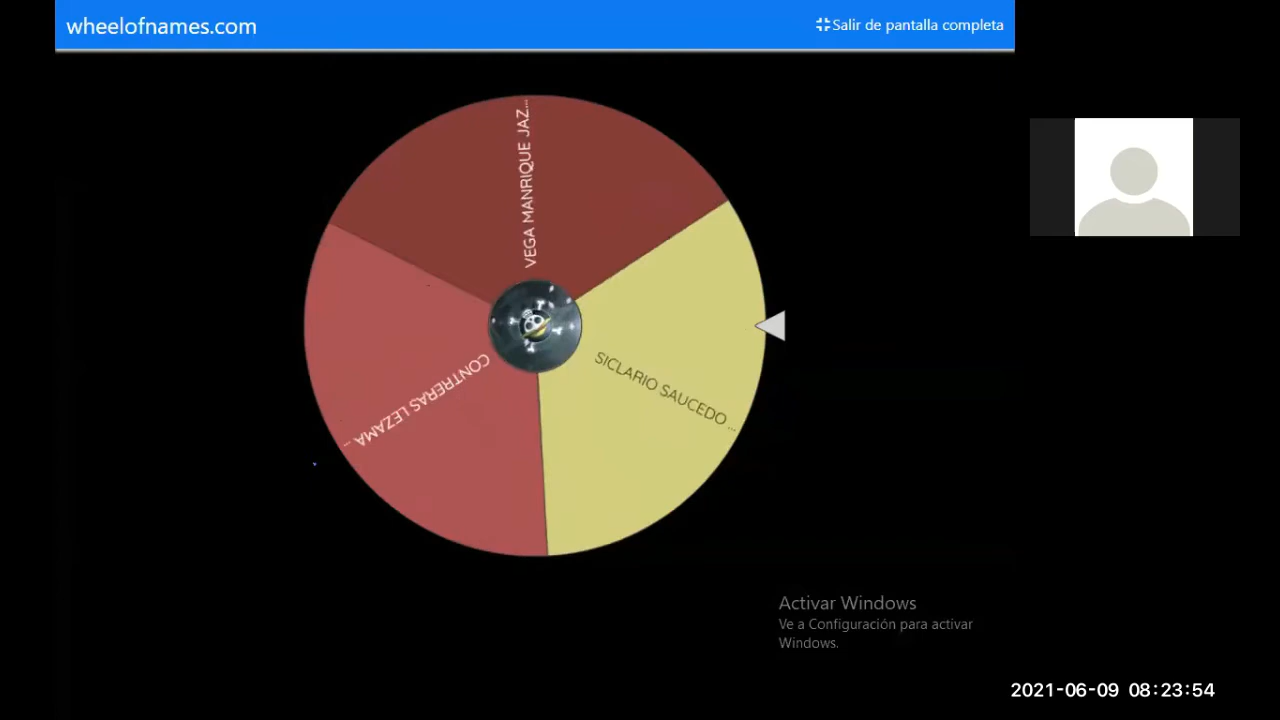 wheelofnames.com
Salir de pantalla completa
VEGA MANRIQUE JAZ...
SICLARIO SAUCEDO ...
CONTRERAS LEZAMA ...
Activar Windows
Ve a Configuración para activar
Windows.
2021-06-09 08:23:54